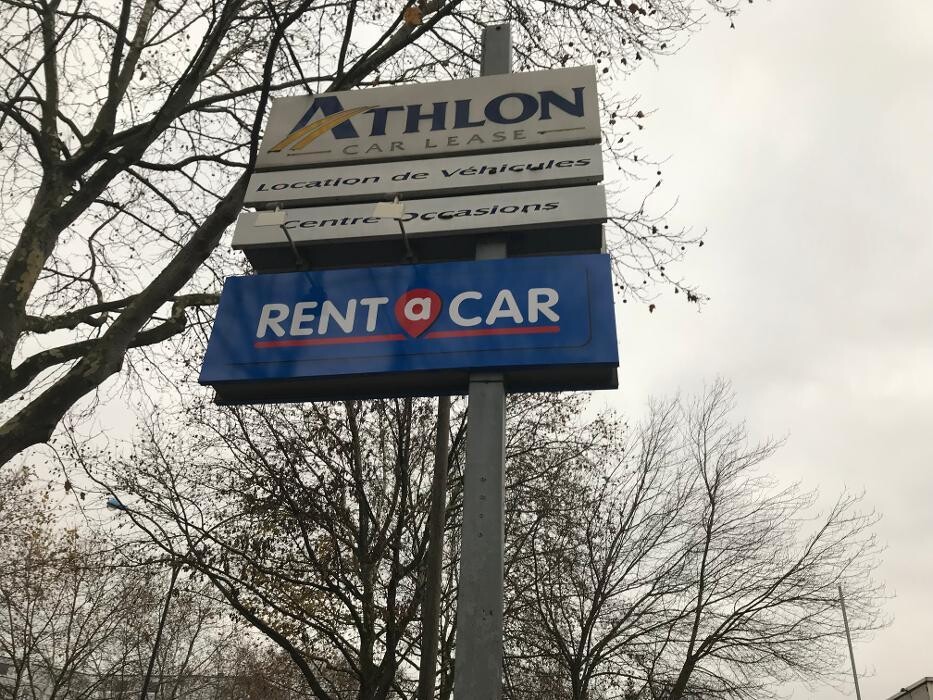 ATHLON
CAR LEASE
Location de Véhicules
Centre Occasions
RENT a CAR